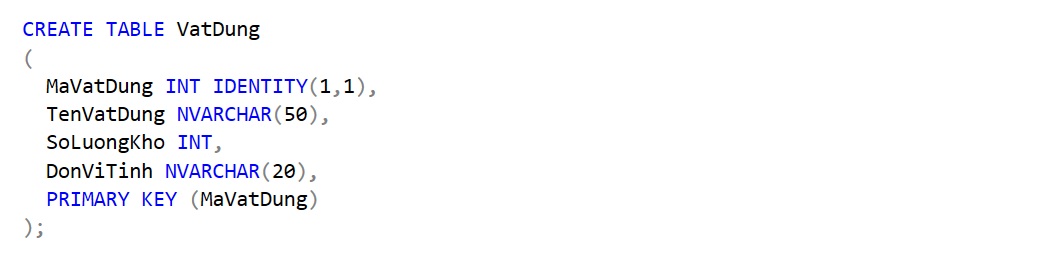 CREATE TABLE VatDung
(
MaVatDung INT IDENTITY(1,1),
TenVatDung NVARCHAR(50),
SoLuongKho INT,
DonViTinh NVARCHAR(20),
PRIMARY KEY (MaVatDung)
);